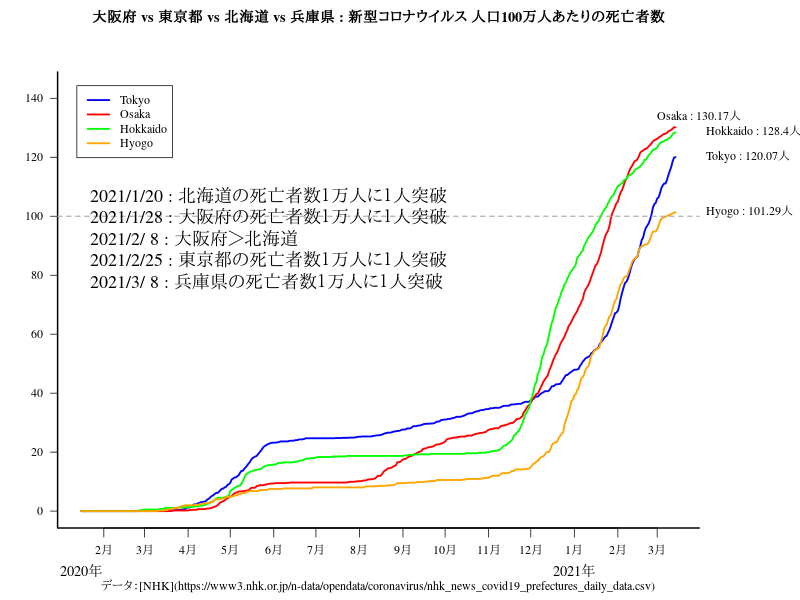 大阪府 vs 東京都 vs 北海道 vs 兵庫県 : 新型コロナウイルス 人口100万人あたりの死亡者数
140
120
100
80
60
40
20
0
Tokyo
Osaka
Hokkaido
Hyogo
2021/1/20 : 北海道の死亡者数1万人に1人突破
2021/1/28 : 大阪府の死亡者数1万人に1人突破
2021/2/ 8 : 大阪府＞北海道
2021/2/25 : 東京都の死亡者数1万人に1人突破
2021/3/ 8 : 兵庫県の死亡者数1万人に1人突破
Osaka : 130.17人
Hokkaido : 128.4人
Tokyo : 120.07人
Hyogo : 101.29人
2月 3月 4月 5月 6月 7月 8月 9月 10月 11月 12月 1月 2月 3月
2020年 2021年
データ：[NHK](https://www3.nhk.or.jp/n-data/opendata/coronavirus/nhk_news_covid19_prefectures_daily_data.csv)